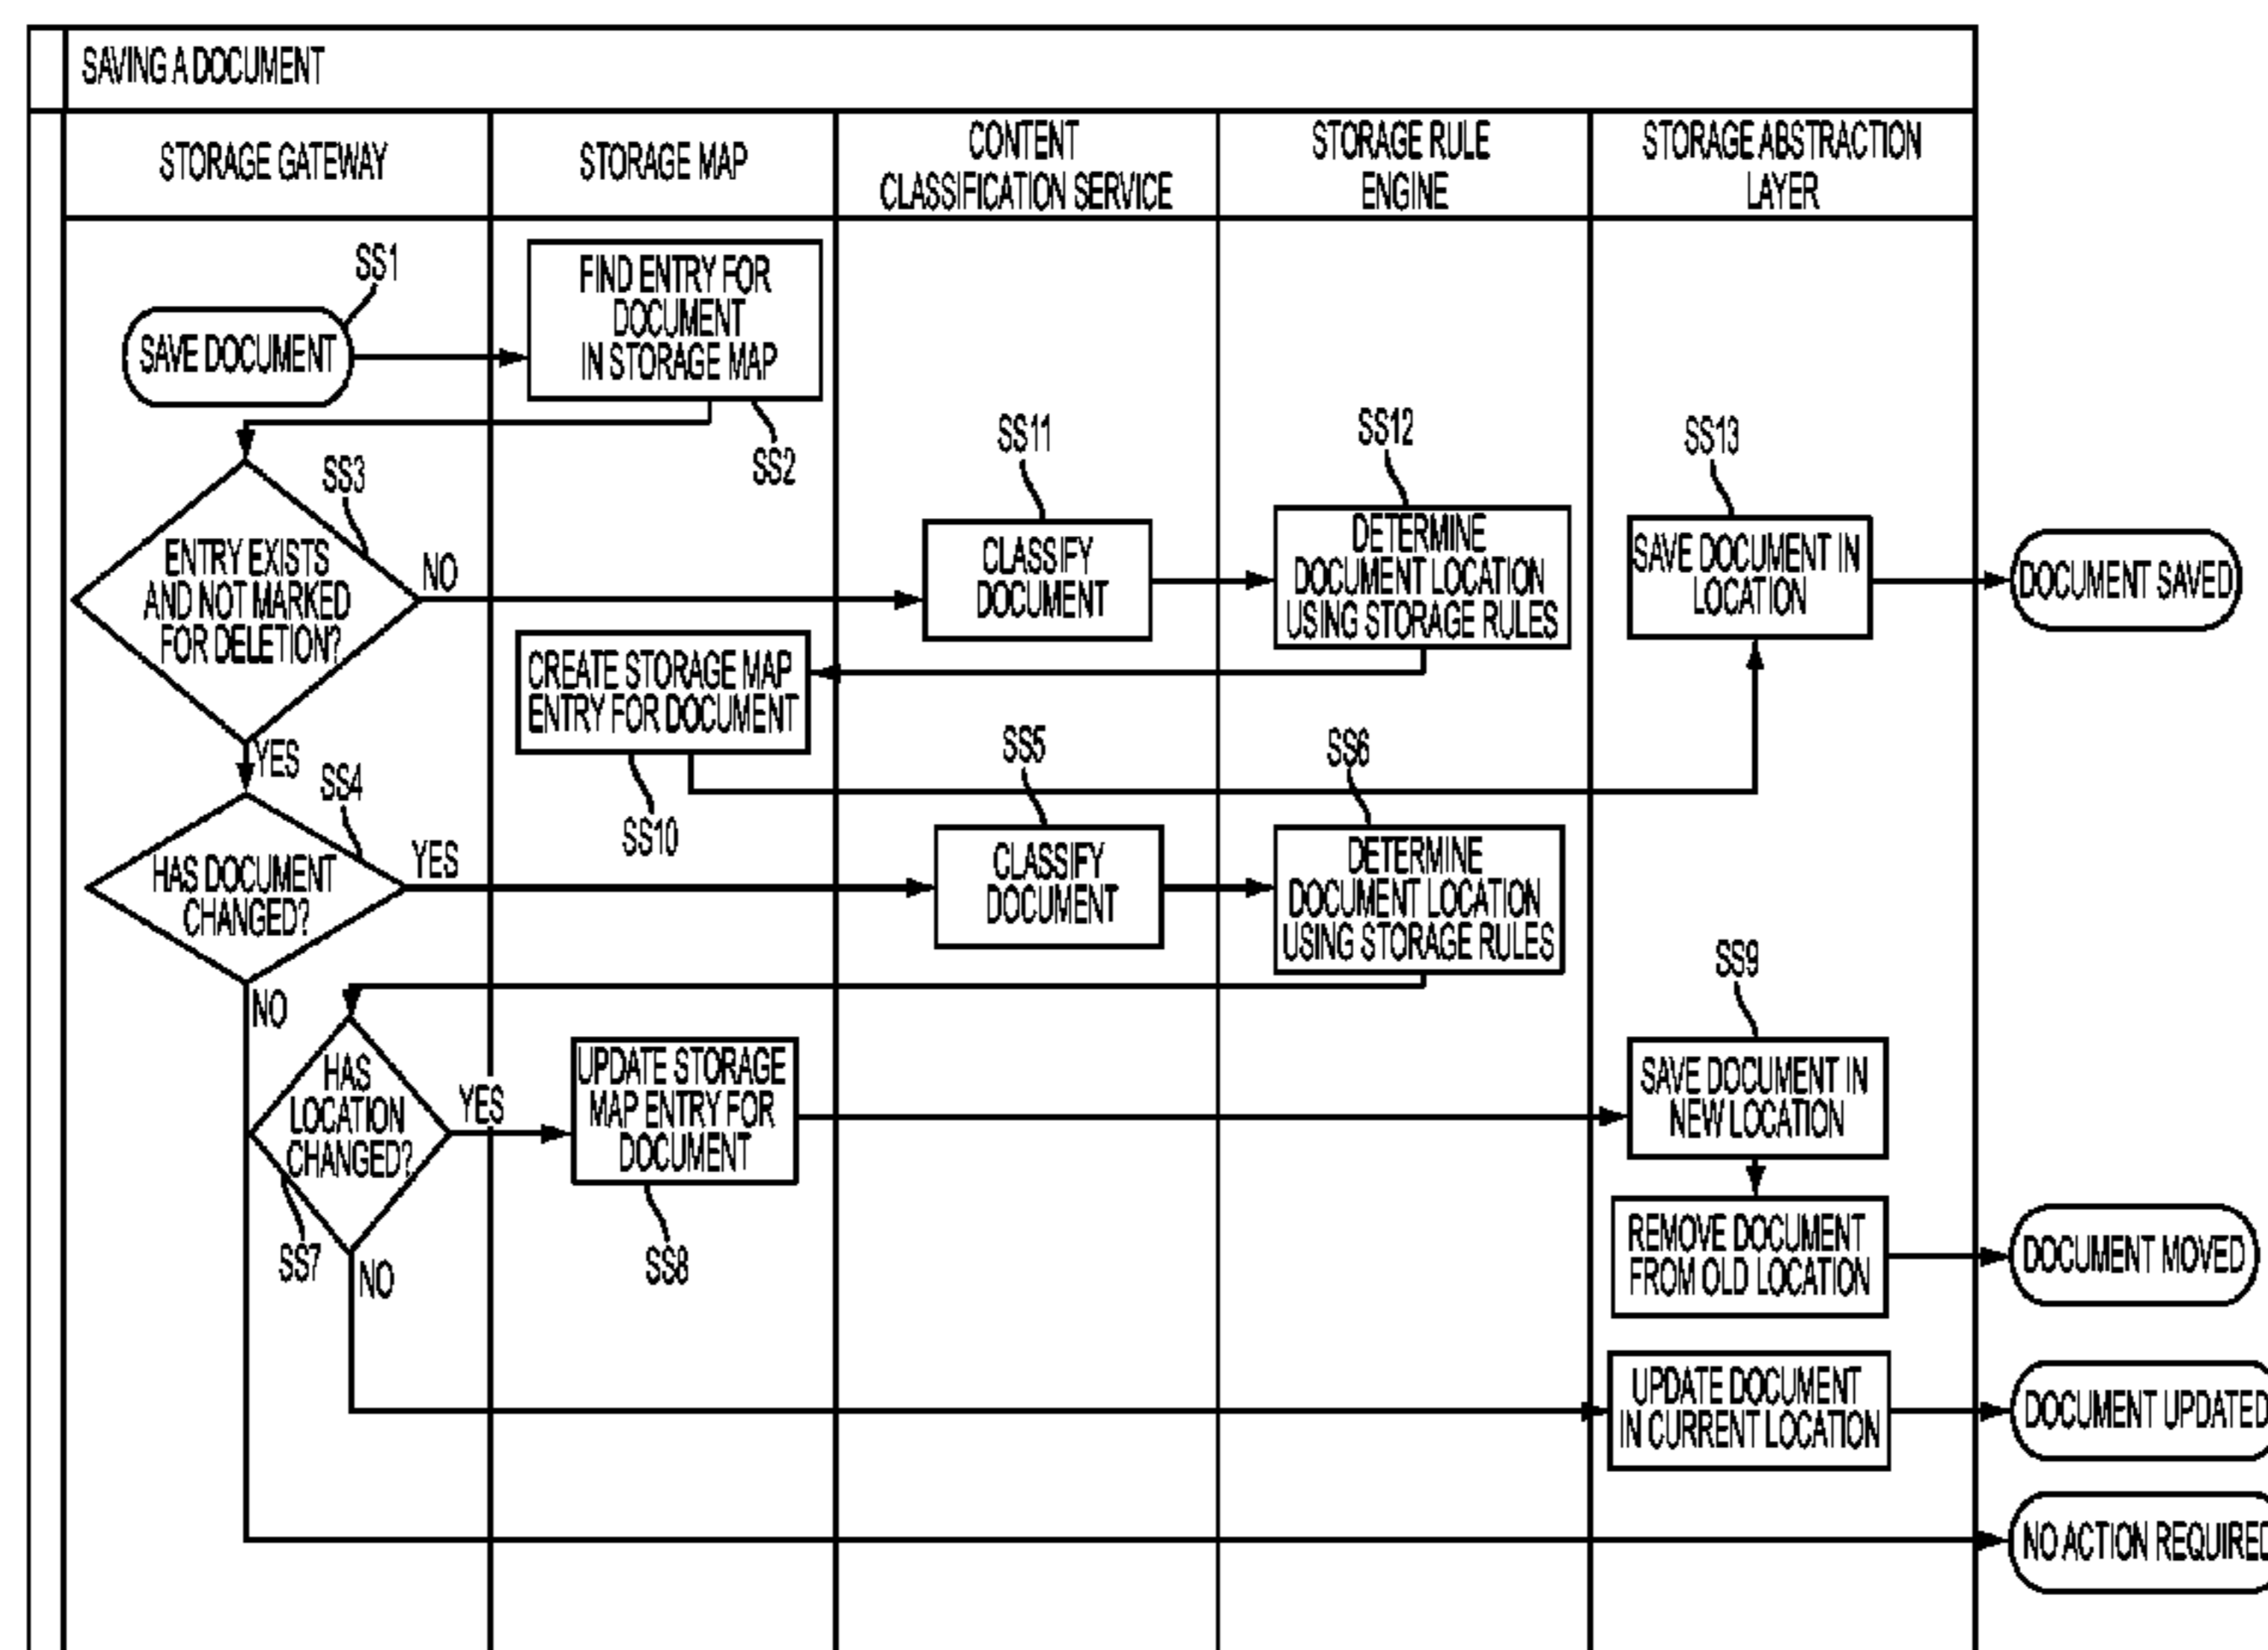 SAVING A DOCUMENT
STORAGE GATEWAY
STORAGE MAP
CONTENT
CLASSIFICATION SERVICE
STORAGE RULE
ENGINE
STORAGE ABSTRACTION
LAYER
SS1
SAVE DOCUMENT
FIND ENTRY FOR
DOCUMENT
IN STORAGE MAP
SS2
SS3
ENTRY EXISTS
AND NOT MARKED
FOR DELETION?
NO
SS11
CLASSIFY
DOCUMENT
SS12
DETERMINE
DOCUMENT LOCATION
USING STORAGE RULES
SS13
SAVE DOCUMENT IN
LOCATION
DOCUMENT SAVED
CREATE STORAGE MAP
ENTRY FOR DOCUMENT
SS10
YES
SS4
HAS DOCUMENT
CHANGED?
YES
SS5
CLASSIFY
DOCUMENT
SS6
DETERMINE
DOCUMENT LOCATION
USING STORAGE RULES
NO
HAS
LOCATION
CHANGED?
SS7
YES
UPDATE STORAGE
MAP ENTRY FOR
DOCUMENT
SS8
SS9
SAVE DOCUMENT IN
NEW LOCATION
REMOVE DOCUMENT
FROM OLD LOCATION
DOCUMENT MOVED
NO
UPDATE DOCUMENT
IN CURRENT LOCATION
DOCUMENT UPDATED
NO ACTION REQUIRED